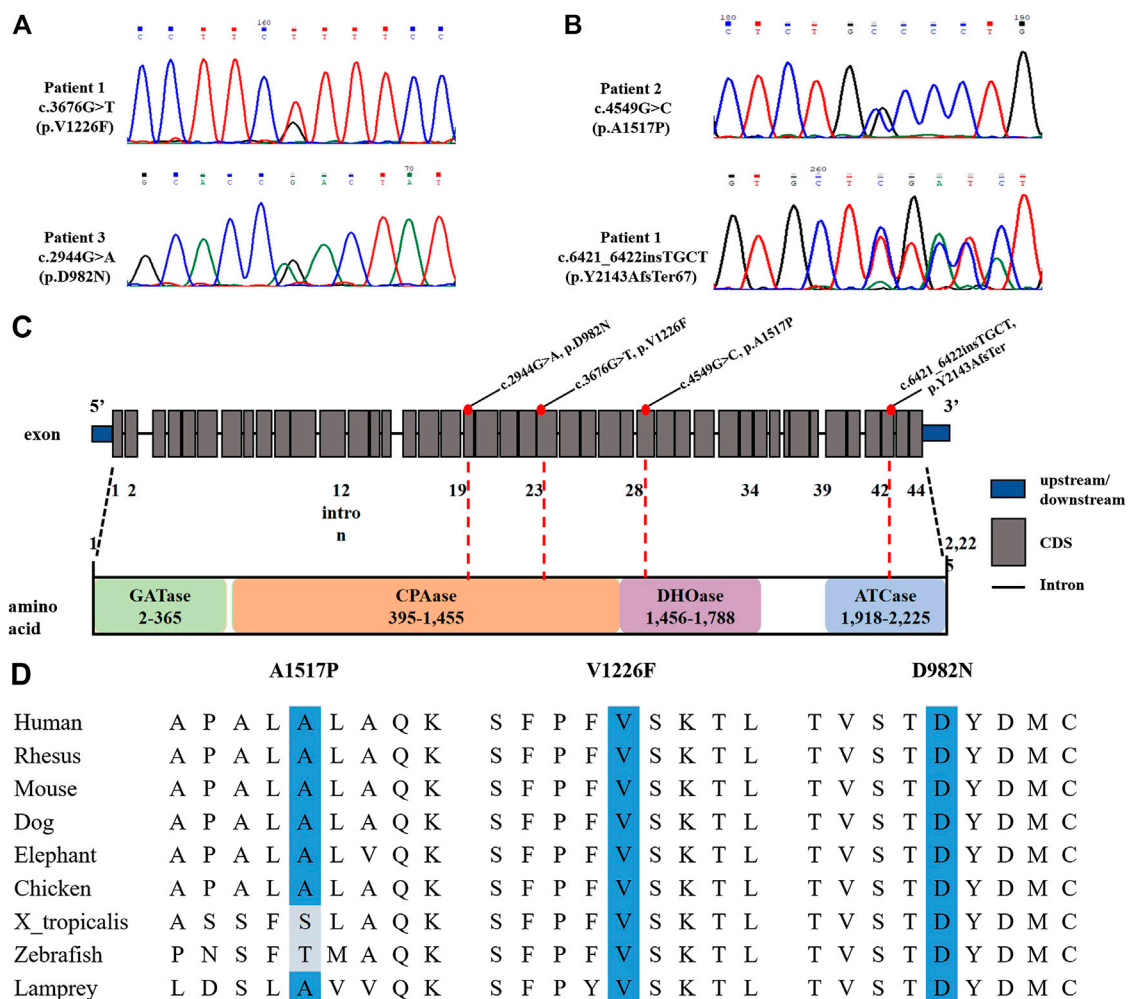 A
160
C C T T C T T T T C C
Patient 1
c.3676G>T
(p.V1226F)
70
G C A C C G A C T A T
Patient 3
c.2944G>A
(p.D982N)
B
180 190
C T C T G C C C C T G
Patient 2
c.4549G>C
(p.A1517P)
260
G T G C T C G A T C T
Patient 1
c.6421_6422insTGCT
(p.Y2143AfsTer67)
C
c.2944G>A, p.D982N
c.3676G>T, p.V1226F
c.4549G>C, p.A1517P
c.6421_6422insTGCT,
p.Y2143AfsTer
5’ 3’
exon
1 2 12 19 23 28 34 39 42 44
intro
n
upstream/
downstream
CDS
Intron
1 2,22
5
amino
acid
GATase
2-365
CPAase
395-1,455
DHOase
1,456-1,788
ATCase
1,918-2,225
D
A1517P V1226F D982N
Human A P A L A L A Q K S F P F V S K T L T V S T D Y D M C
Rhesus A P A L A L A Q K S F P F V S K T L T V S T D Y D M C
Mouse A P A L A L A Q K S F P F V S K T L T V S T D Y D M C
Dog A P A L A L A Q K S F P F V S K T L T V S T D Y D M C
Elephant A P A L A L V Q K S F P F V S K T L T V S T D Y D M C
Chicken A P A L A L A Q K S F P F V S K T L T V S T D Y D M C
X_tropicalis A S S F S L A Q K S F P F V S K T L T V S T D Y D M C
Zebrafish P N S F T M A Q K S F P F V S K T L T V S T D Y D M C
Lamprey L D S L A V V Q K S F P Y V S K T L T V S T D Y D M C